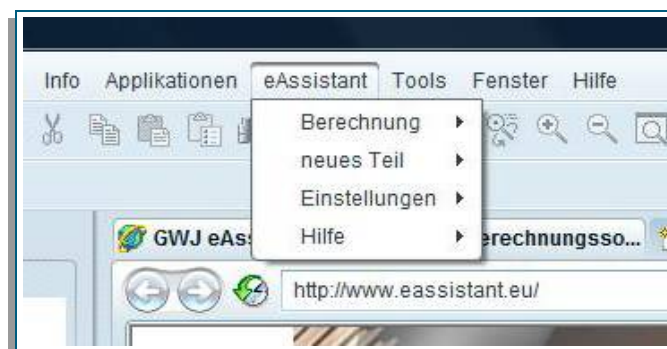 Info Applikationen eAssistant Tools Fenster Hilfe
Berechnung
neues Teil
Einstellungen
Hilfe
GWJ eAs erechnungsso...
http://www.eassistant.eu/